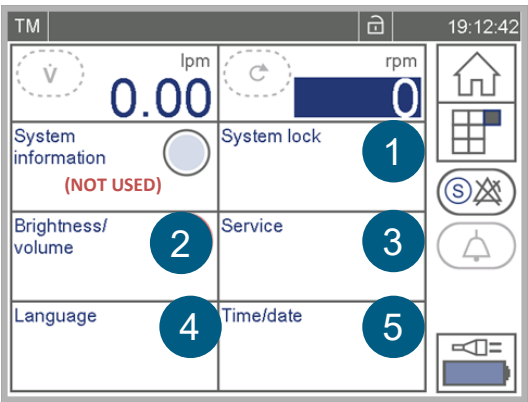 TM
19:12:42
V̇
lpm
0.00
rpm
0
System
information
(NOT USED)
System lock
1
S
Brightness/
volume
2
Service
3
Language
4
Time/date
5